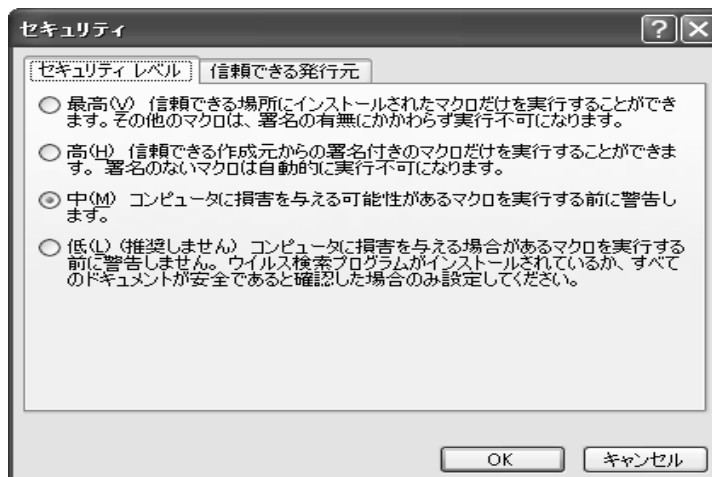 セキュリティ
セキュリティ レベル 信頼できる発行元
最高(V) 信頼できる場所にインストールされたマクロだけを実行することができ
ます。その他のマクロは、署名の有無にかかわらず実行不可になります。
高(H) 信頼できる作成元からの署名付きのマクロだけを実行することができま
す。 署名のないマクロは自動的に実行不可になります。
中(M) コンピュータに損害を与える可能性があるマクロを実行する前に警告し
ます。
低(L) (推奨しません) コンピュータに損害を与える場合があるマクロを実行する
前に警告しません。ウイルス検索プログラムがインストールされているか、すべて
のドキュメントが安全であると確認した場合のみ設定してください。
OK キャンセル